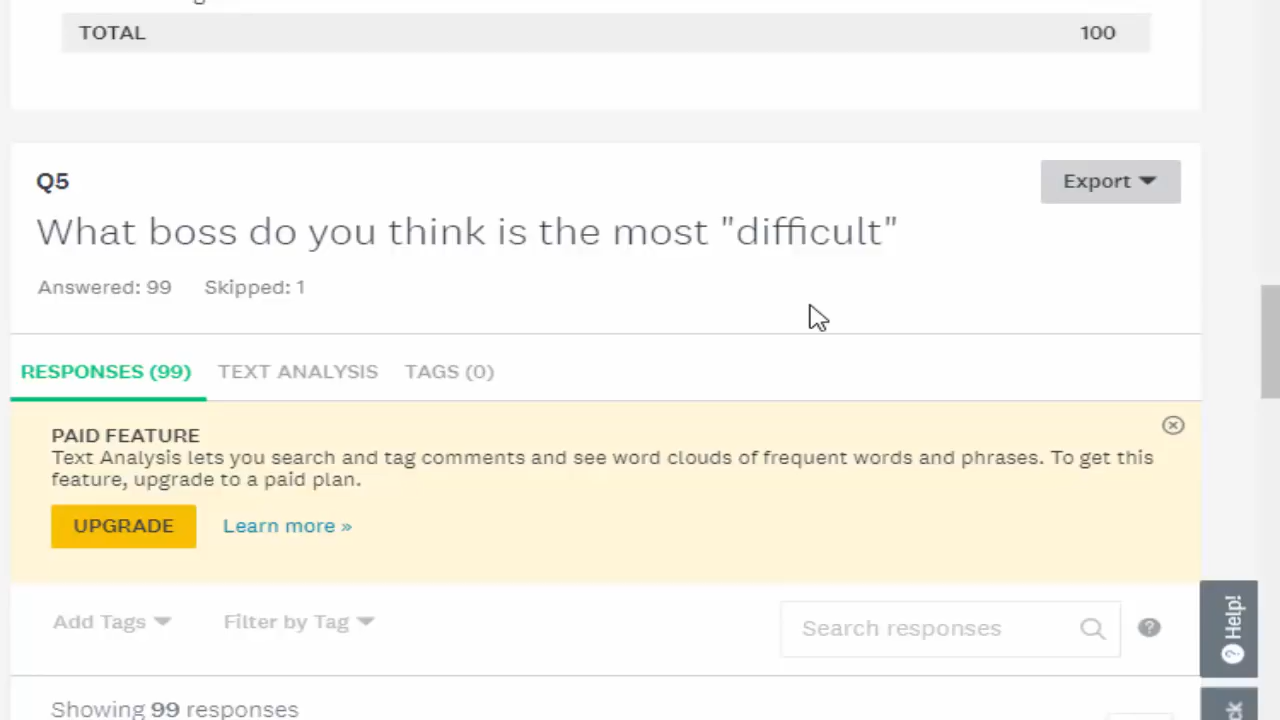 TOTAL 100
Q5
Export
What boss do you think is the most "difficult"
Answered: 99 Skipped: 1
RESPONSES (99) TEXT ANALYSIS TAGS (0)
PAID FEATURE
Text Analysis lets you search and tag comments and see word clouds of frequent words and phrases. To get this
feature, upgrade to a paid plan.
UPGRADE Learn more »
Add Tags Filter by Tag Search responses ?
? Help!
Showing 99 responses